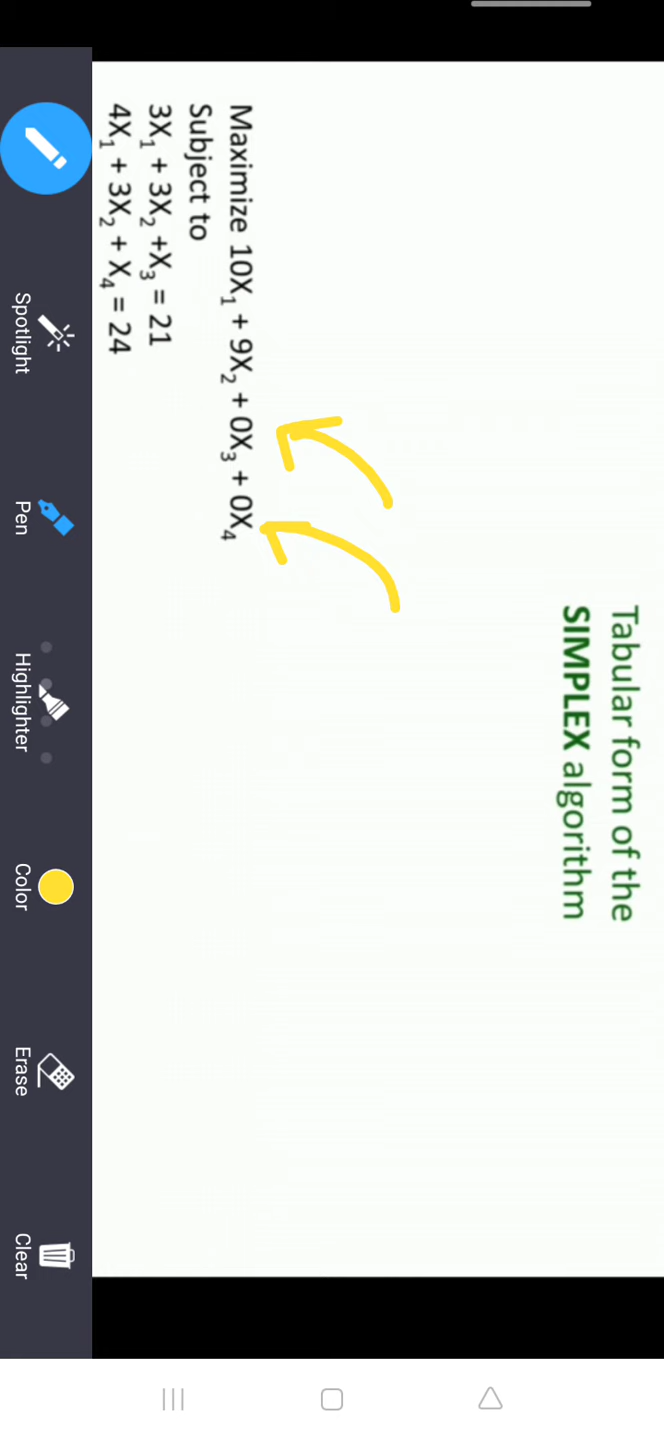 Tabular form of the
SIMPLEX algorithm
Maximize 10X₁ + 9X₂ + 0X₃ + 0X₄
Subject to
3X₁ + 3X₂ +X₃ = 21
4X₁ + 3X₂ + X₄ = 24
Spotlight
Pen
Highlighter
Color
Erase
Clear